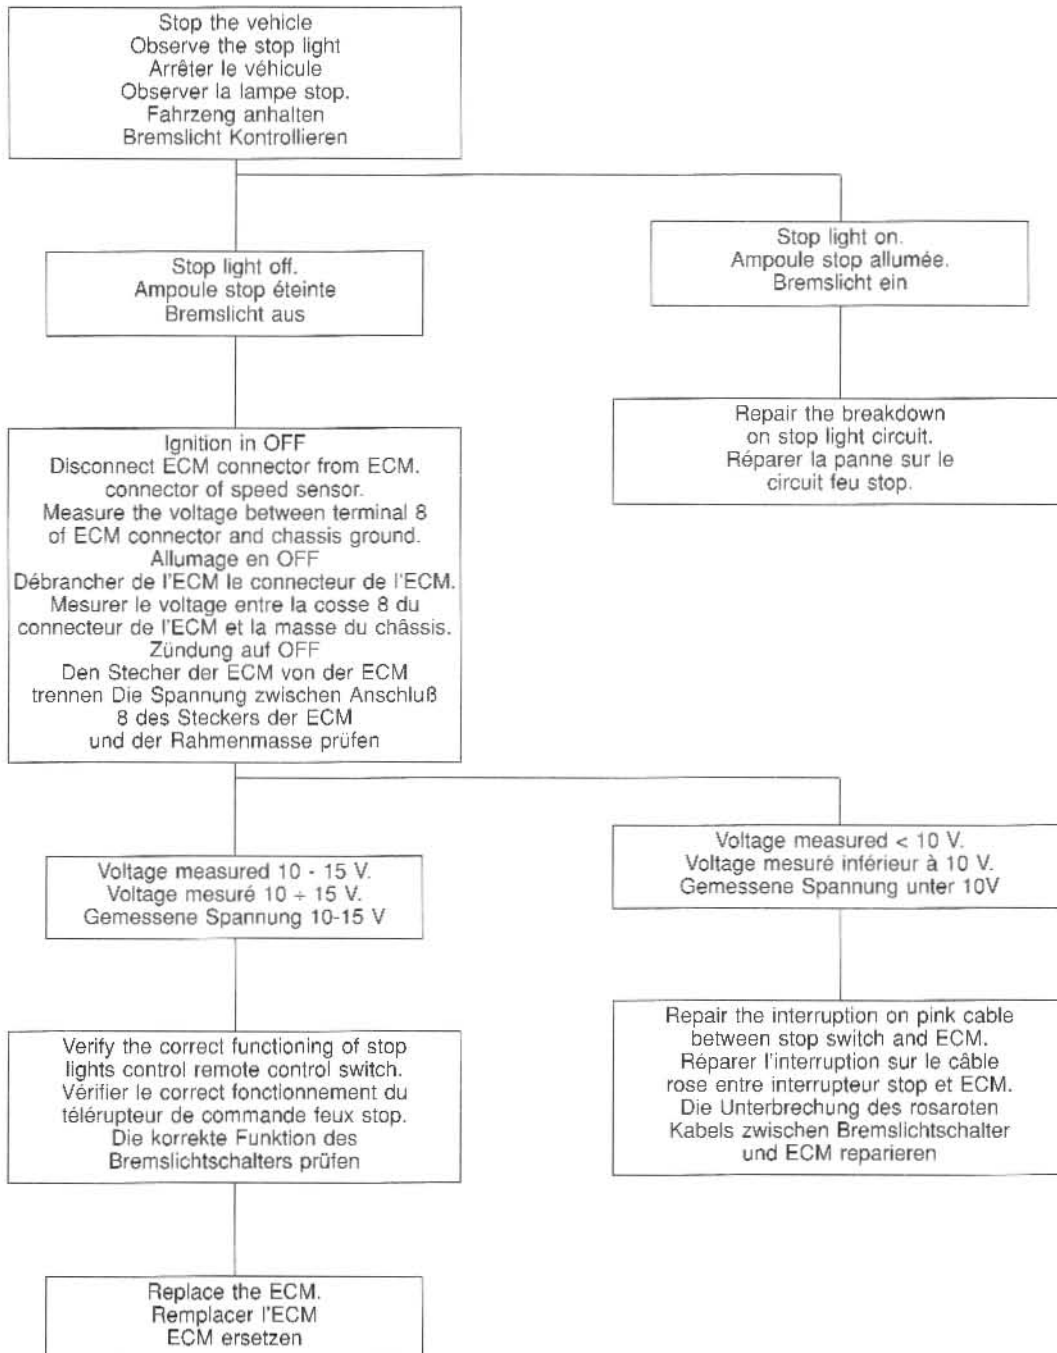 Stop the vehicle
Observe the stop light
Arrêter le véhicule
Observer la lampe stop.
Fahrzeng anhalten
Bremslicht Kontrollieren
Stop light off.
Ampoule stop éteinte
Bremslicht aus
Stop light on.
Ampoule stop allumée.
Bremslicht ein
Ignition in OFF
Disconnect ECM connector from ECM.
connector of speed sensor.
Measure the voltage between terminal 8
of ECM connector and chassis ground.
Allumage en OFF
Débrancher de l'ECM le connecteur de l'ECM.
Mesurer le voltage entre la cosse 8 du
connecteur de l'ECM et la masse du châssis.
Zündung auf OFF
Den Stecher der ECM von der ECM
trennen Die Spannung zwischen Anschluß
8 des Steckers der ECM
und der Rahmenmasse prüfen
Repair the breakdown
on stop light circuit.
Réparer la panne sur le
circuit feu stop.
Voltage measured 10 - 15 V.
Voltage mesuré 10 ÷ 15 V.
Gemessene Spannung 10-15 V
Voltage measured < 10 V.
Voltage mesuré inférieur à 10 V.
Gemessene Spannung unter 10V
Verify the correct functioning of stop
lights control remote control switch.
Vérifier le correct fonctionnement du
télérupteur de commande feux stop.
Die korrekte Funktion des
Bremslichtschalters prüfen
Repair the interruption on pink cable
between stop switch and ECM.
Réparer l'interruption sur le câble
rose entre interrupteur stop et ECM.
Die Unterbrechung des rosaroten
Kabels zwischen Bremslichtschalter
und ECM reparieren
Replace the ECM.
Remplacer l'ECM
ECM ersetzen